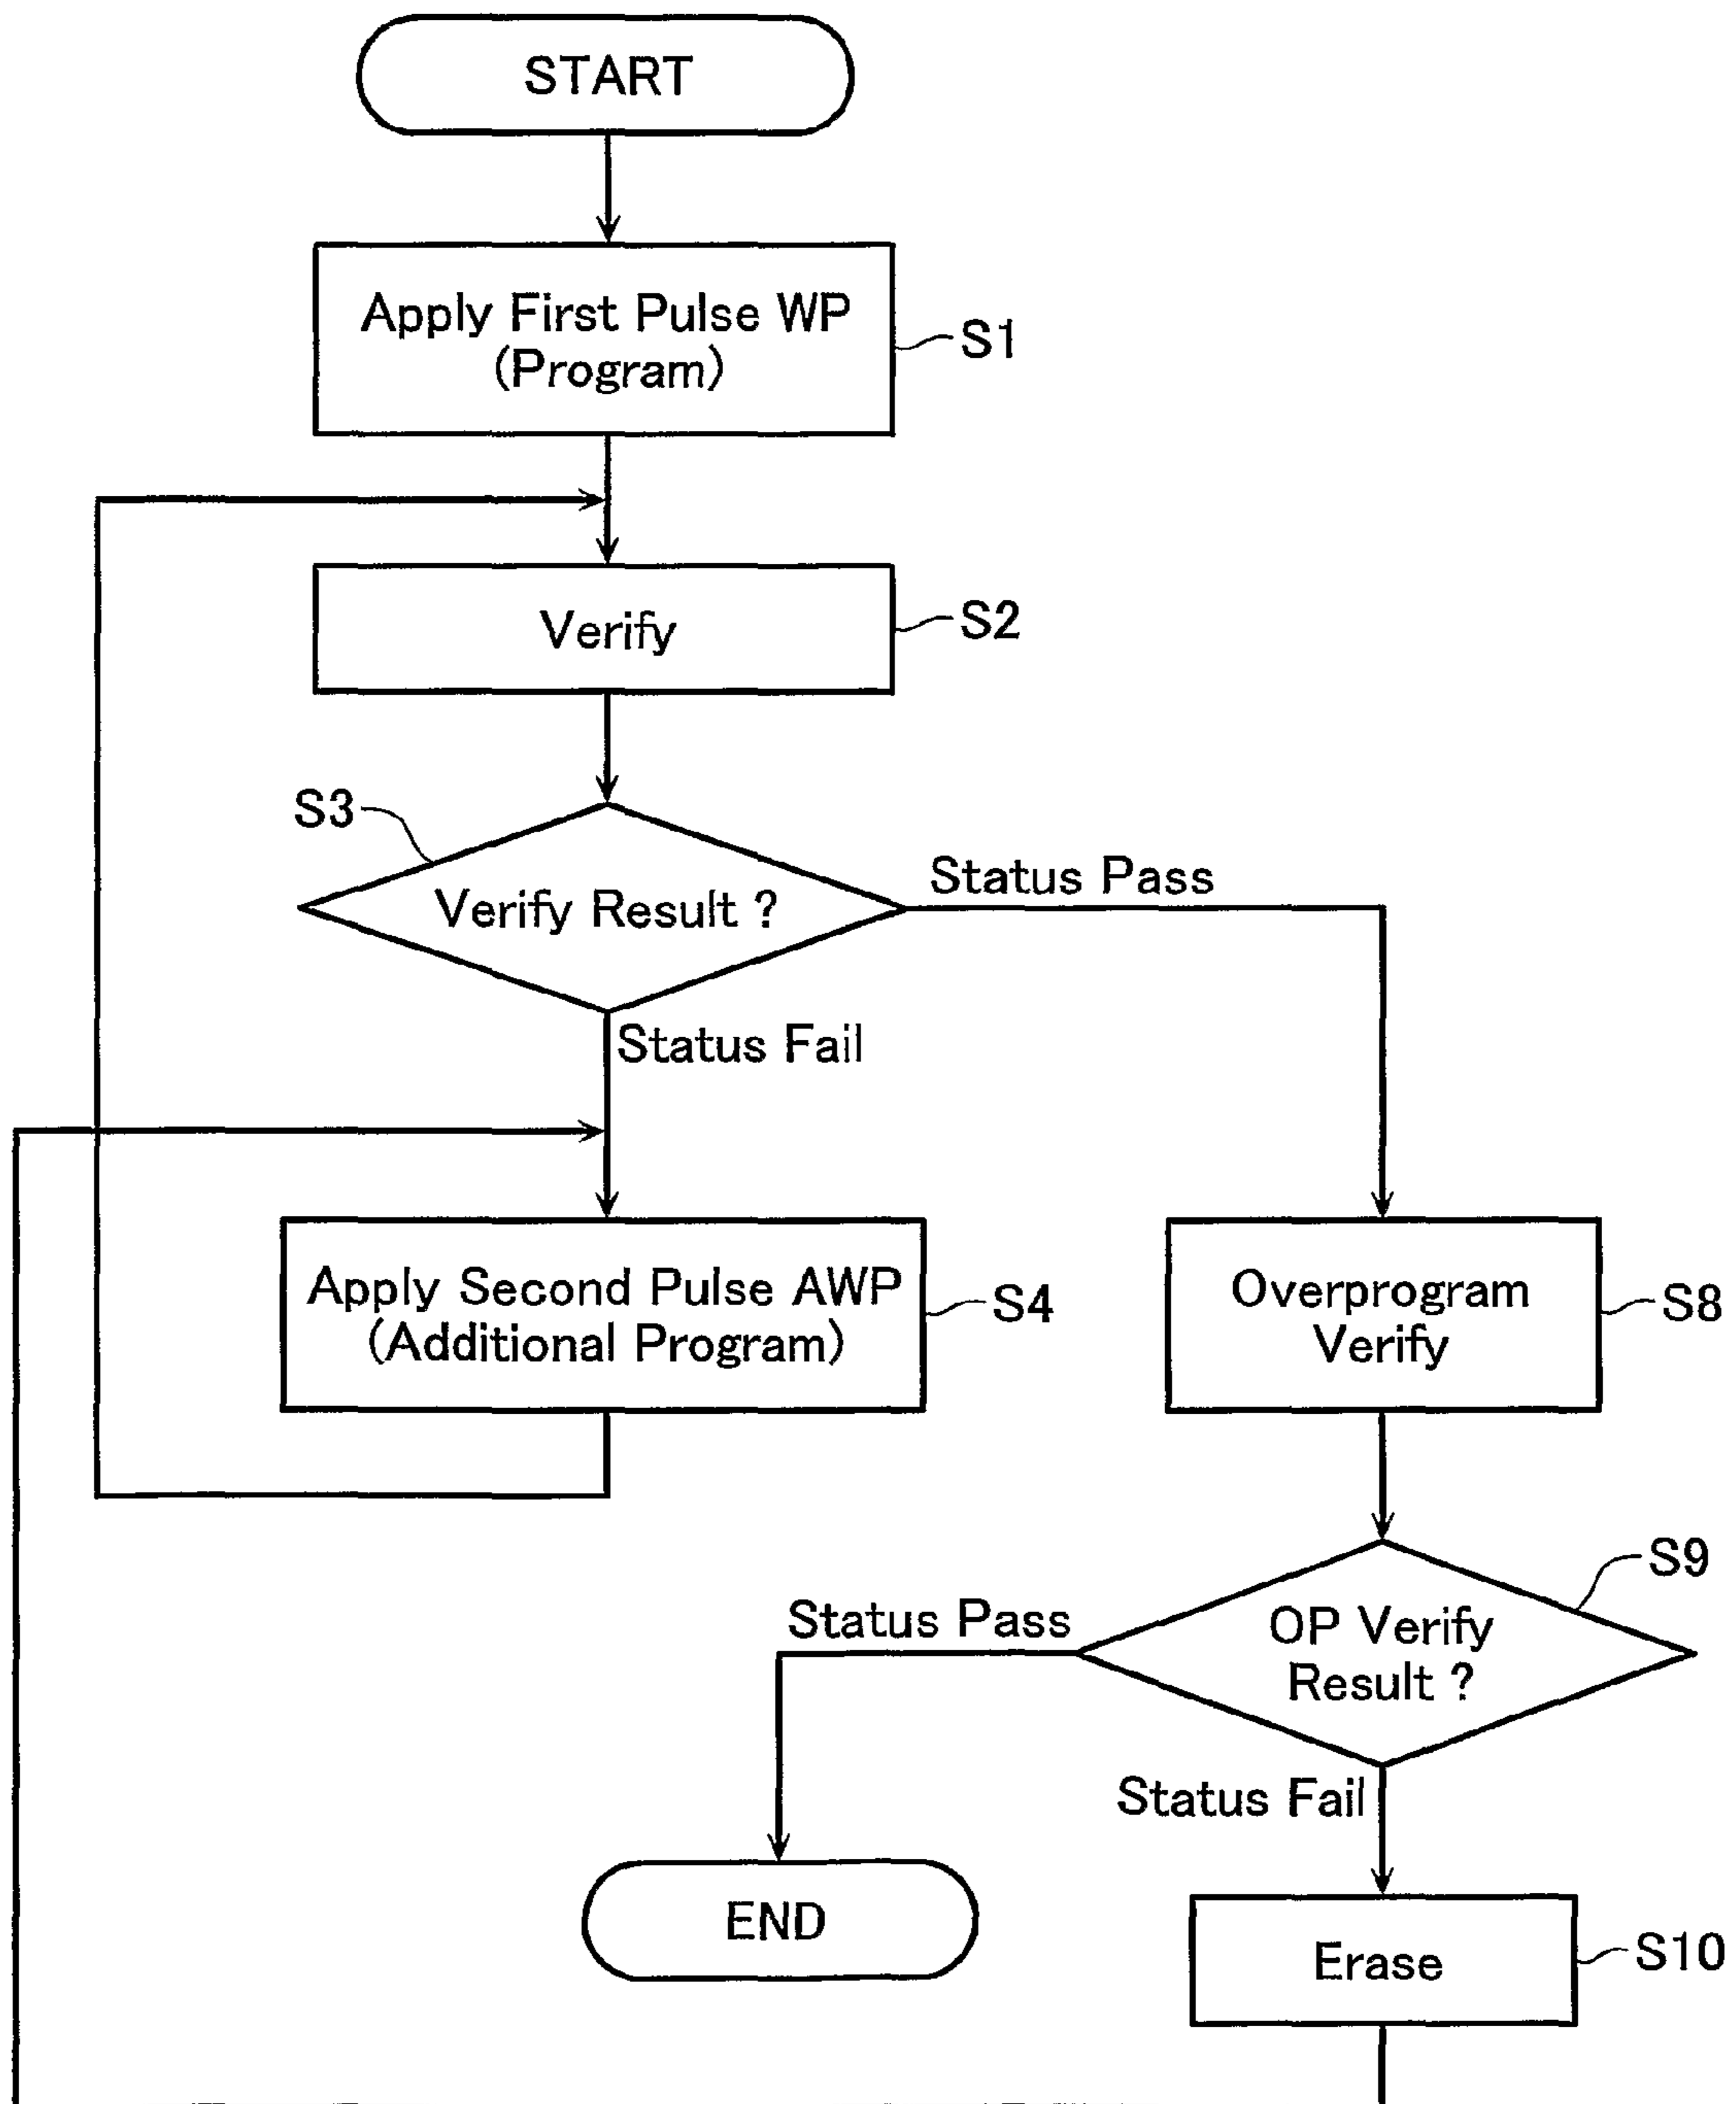 START
Apply First Pulse WP
(Program)
S1
Verify
S2
S3
Verify Result ?
Status Pass
Status Fail
Apply Second Pulse AWP
(Additional Program)
S4
Overprogram
Verify
S8
S9
OP Verify
Result ?
Status Pass
Status Fail
END
Erase
S10